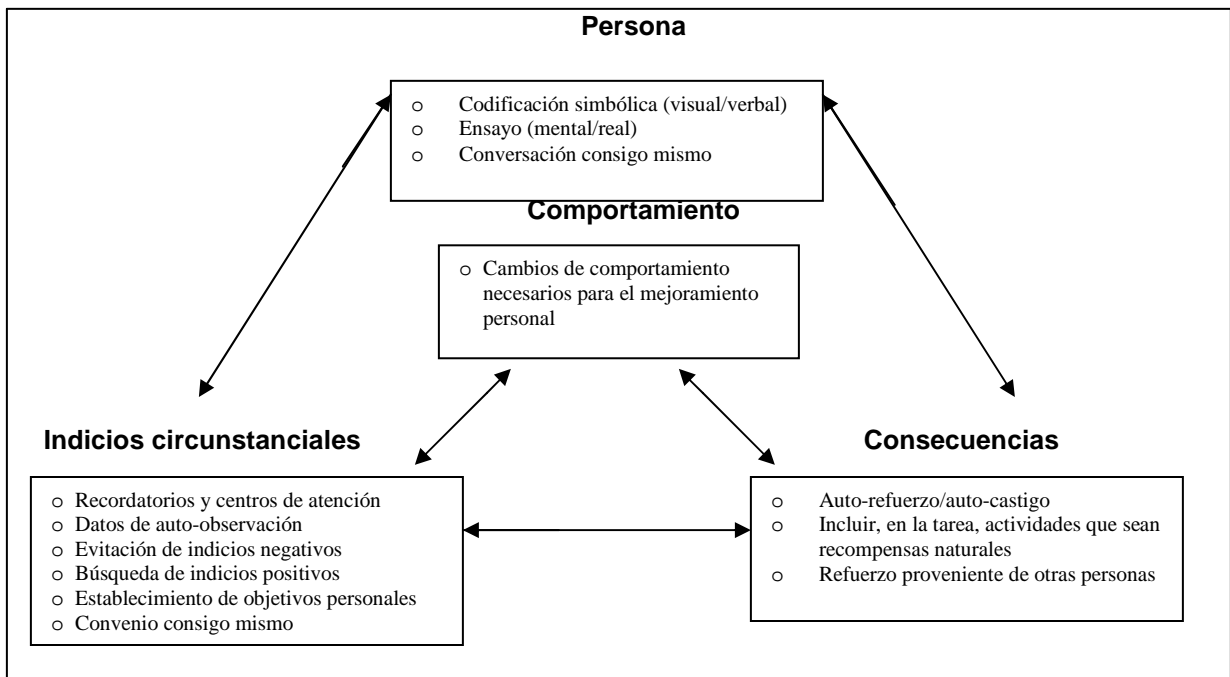 Persona
o Codificación simbólica (visual/verbal)
o Ensayo (mental/real)
o Conversación consigo mismo
Comportamiento
o Cambios de comportamiento
necesarios para el mejoramiento
personal
Indicios circunstanciales
o Recordatorios y centros de atención
o Datos de auto-observación
o Evitación de indicios negativos
o Búsqueda de indicios positivos
o Establecimiento de objetivos personales
o Convenio consigo mismo
Consecuencias
o Auto-refuerzo/auto-castigo
o Incluir, en la tarea, actividades que sean
recompensas naturales
o Refuerzo proveniente de otras personas